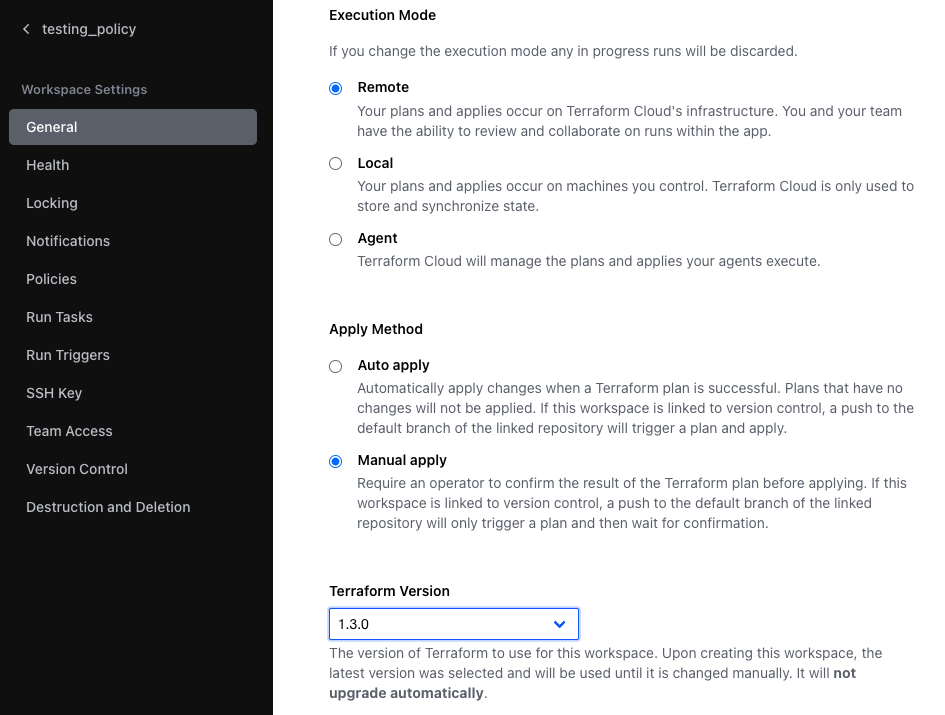 testing_policy
Workspace Settings
General
Health
Locking
Notifications
Policies
Run Tasks
Run Triggers
SSH Key
Team Access
Version Control
Destruction and Deletion
Execution Mode
If you change the execution mode any in progress runs will be discarded.
Remote
Your plans and applies occur on Terraform Cloud's infrastructure. You and your team
have the ability to review and collaborate on runs within the app.
Local
Your plans and applies occur on machines you control. Terraform Cloud is only used to
store and synchronize state.
Agent
Terraform Cloud will manage the plans and applies your agents execute.
Apply Method
Auto apply
Automatically apply changes when a Terraform plan is successful. Plans that have no
changes will not be applied. If this workspace is linked to version control, a push to the
default branch of the linked repository will trigger a plan and apply.
Manual apply
Require an operator to confirm the result of the Terraform plan before applying. If this
workspace is linked to version control, a push to the default branch of the linked
repository will only trigger a plan and then wait for confirmation.
Terraform Version
1.3.0
The version of Terraform to use for this workspace. Upon creating this workspace, the
latest version was selected and will be used until it is changed manually. It will not
upgrade automatically.